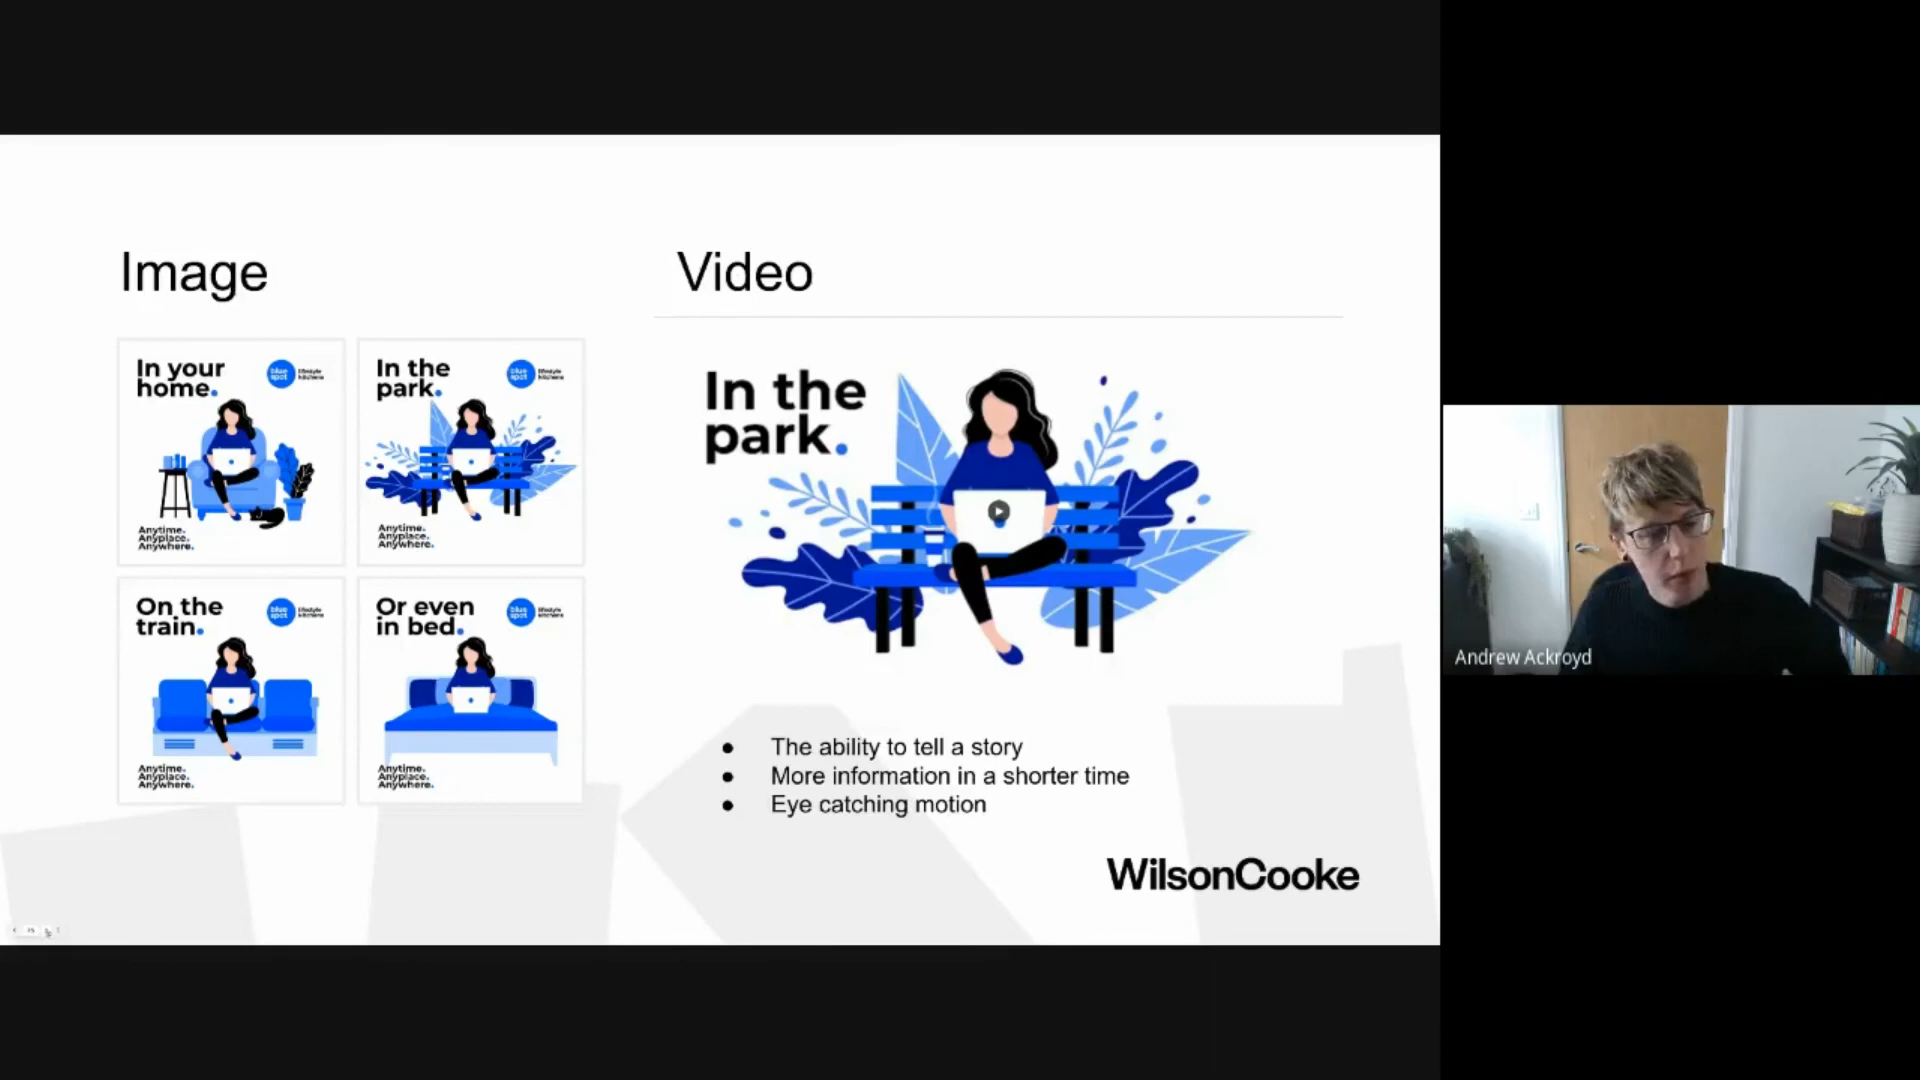 Image
In your
home.
blue
spot
lifestyle
kitchens
Anytime.
Anyplace.
Anywhere.
In the
park.
blue
spot
lifestyle
kitchens
Anytime.
Anyplace.
Anywhere.
On the
train.
blue
spot
lifestyle
kitchens
Anytime.
Anyplace.
Anywhere.
Or even
in bed.
blue
spot
lifestyle
kitchens
Anytime.
Anyplace.
Anywhere.
Video
In the
park.
● The ability to tell a story
● More information in a shorter time
● Eye catching motion
WilsonCooke
Andrew Ackroyd